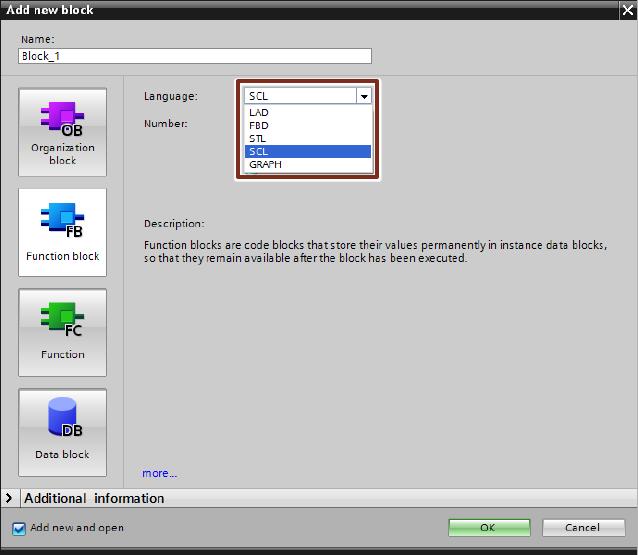 Add new block
Name:
Block_1
OB
Organization
block
FB
Function block
FC
Function
DB
Data block
Language:
SCL
LAD
FBD
STL
SCL
GRAPH
Number:
Description:
Function blocks are code blocks that store their values permanently in instance data blocks,
so that they remain available after the block has been executed.
more...
Additional information
Add new and open
OK
Cancel